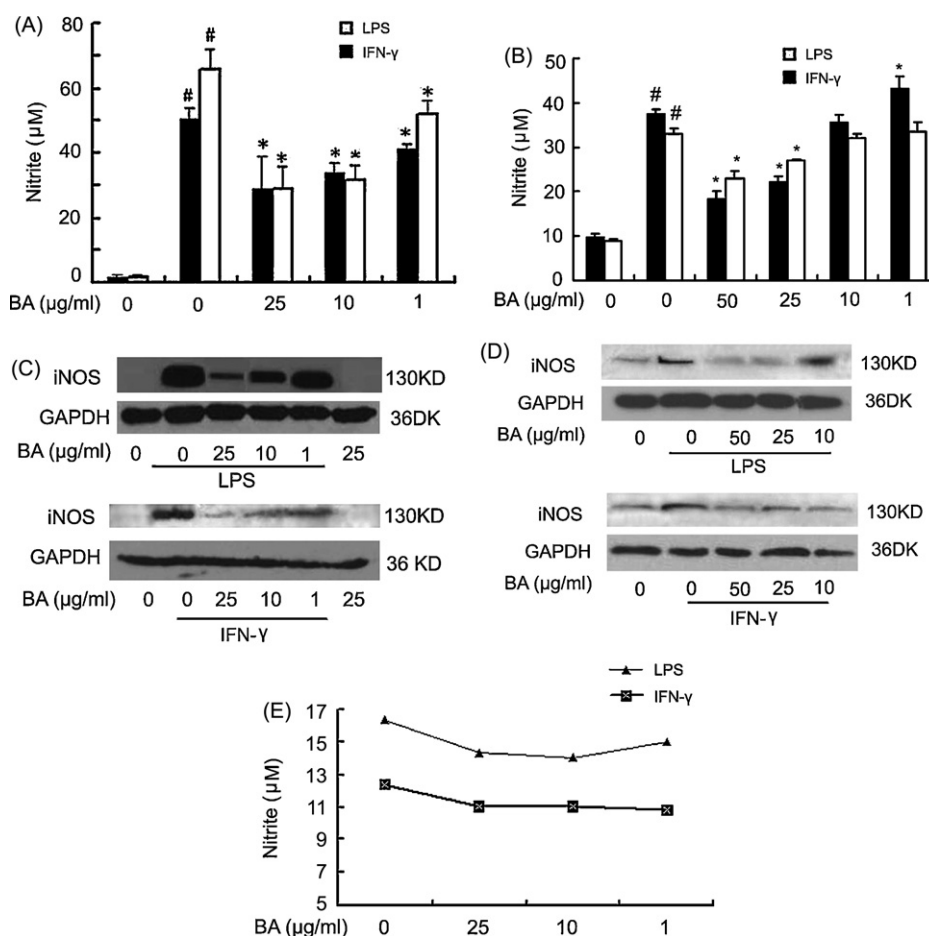 (A)
80
60
40
20
0
Nitrite (μM)
LPS
IFN-γ
# # * * * * * *
BA (μg/ml) 0 0 25 10 1
(B)
50
40
30
20
10
0
Nitrite (μM)
LPS
IFN-γ
# # * * * * *
BA (μg/ml) 0 0 50 25 10 1
(C)
iNOS 130KD
GAPDH 36DK
BA (μg/ml) 0 0 25 10 1 25
LPS
iNOS 130KD
GAPDH 36 KD
BA (μg/ml) 0 0 25 10 1 25
IFN-γ
(D)
iNOS 130KD
GAPDH 36DK
BA (μg/ml) 0 0 50 25 10
LPS
iNOS 130KD
GAPDH 36DK
BA (μg/ml) 0 0 50 25 10
IFN-γ
LPS
IFN-γ
(E)
17
15
13
11
9
7
5
Nitrite (μM)
BA (μg/ml) 0 25 10 1